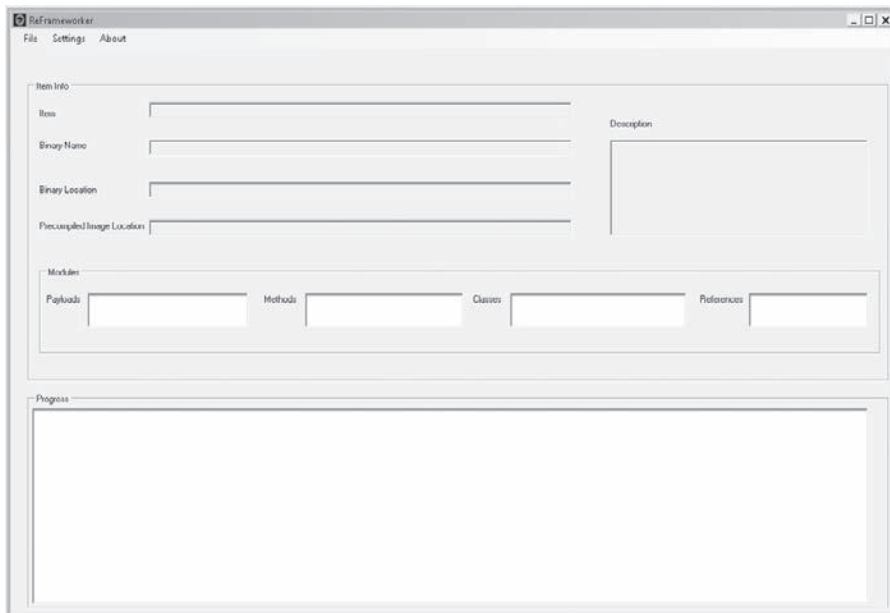 ReFrameworker
File Settings About
Item Info
Item
Description
Binary Name
Binary Location
Precompiled Image Location
Modules
Payloads Methods Classes References
Progress